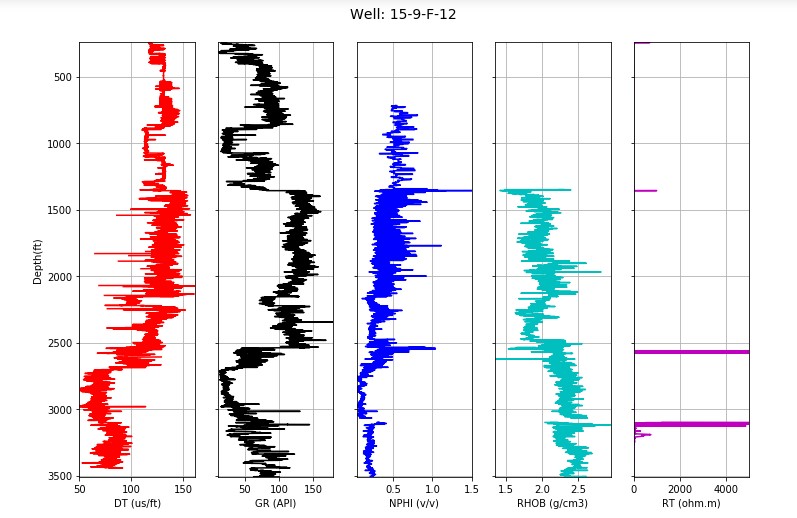 Well: 15-9-F-12
Depth(ft)
500
1000
1500
2000
2500
3000
3500
50 100 150
DT (us/ft)
50 100 150
GR (API)
0.5 1.0 1.5
NPHI (v/v)
1.5 2.0 2.5
RHOB (g/cm3)
0 2000 4000
RT (ohm.m)